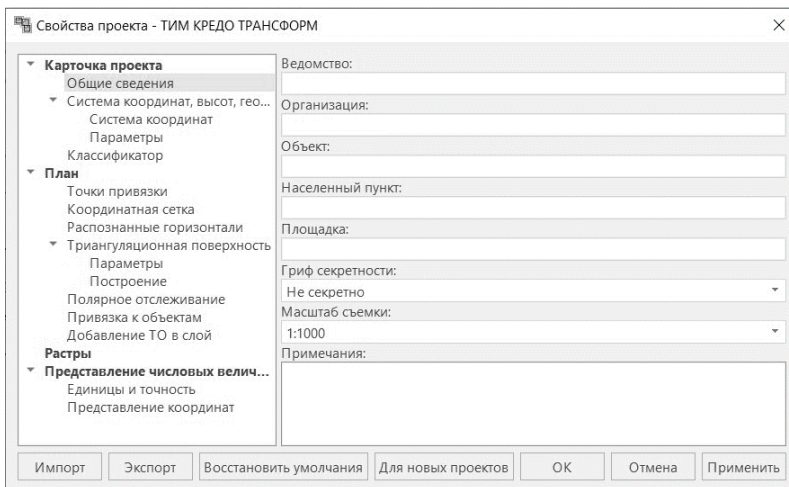 Свойства проекта - ТИМ КРЕДО ТРАНСФОРМ
Карточка проекта
Общие сведения
Система координат, высот, гео...
Система координат
Параметры
Классификатор
План
Точки привязки
Координатная сетка
Распознанные горизонтали
Триангуляционная поверхность
Параметры
Построение
Полярное отслеживание
Привязка к объектам
Добавление ТО в слой
Растры
Представление числовых велич...
Единицы и точность
Представление координат
Ведомство:
Организация:
Объект:
Населенный пункт:
Площадка:
Гриф секретности:
Не секретно
Масштаб съемки:
1:1000
Примечания:
Импорт
Экспорт
Восстановить умолчания
Для новых проектов
ОК
Отмена
Применить